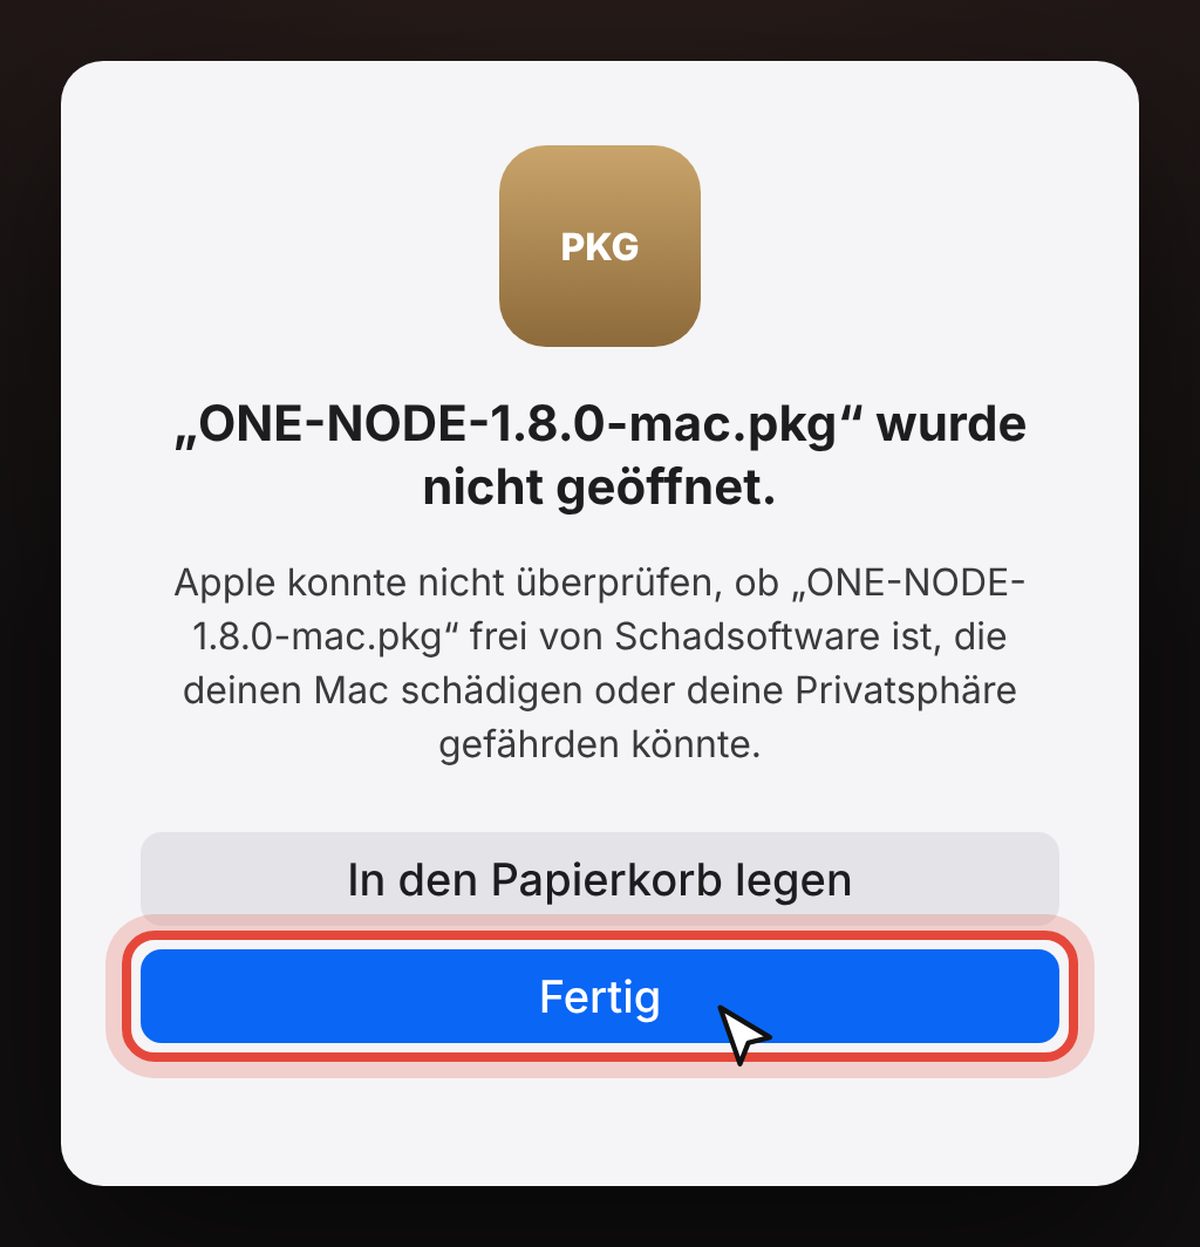 PKG
„ONE-NODE-1.8.0-mac.pkg“ wurde
nicht geöffnet.
Apple konnte nicht überprüfen, ob „ONE-NODE-
1.8.0-mac.pkg“ frei von Schadsoftware ist, die
deinen Mac schädigen oder deine Privatsphäre
gefährden könnte.
In den Papierkorb legen
Fertig